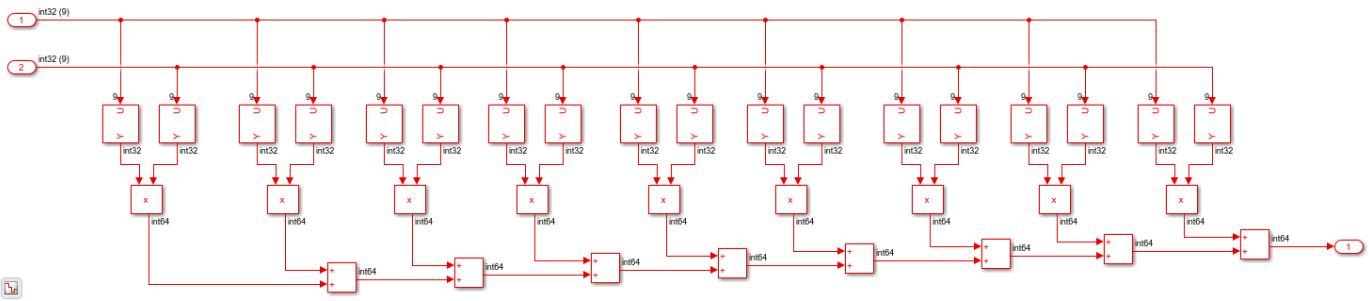 int32 (9)
1
int32 (9)
2
9 9 9 9 9 9 9 9 9 9 9 9 9 9 9 9 9 9
U U U U U U U U U U U U U U U U U U
Y Y Y Y Y Y Y Y Y Y Y Y Y Y Y Y Y Y
int32 int32 int32 int32 int32 int32 int32 int32 int32 int32 int32 int32 int32 int32 int32 int32 int32 int32
x x x x x x x x x
int64 int64 int64 int64 int64 int64 int64 int64 int64
+ + int64
+ + int64
+ + int64
+ + int64
+ + int64
+ + int64
+ + int64
+ + int64
1